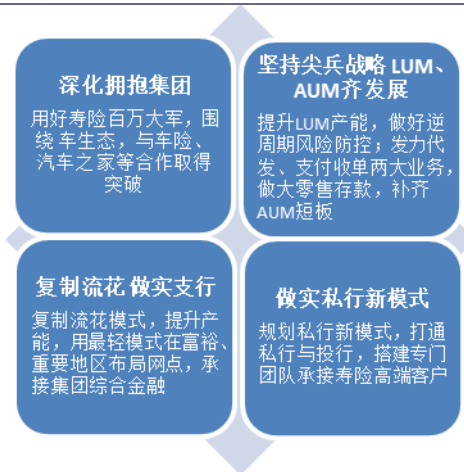 深化拥抱集团
用好寿险百万大军，围
绕车生态，与车险、
汽车之家等合作取得
突破
坚持尖兵战略 LUM、
AUM齐发展
提升LUM产能，做好逆
周期风险防控；发力代
发、支付收单两大业务，
做大零售存款，补齐
AUM短板
复制流花 做实支行
复制流花模式，提升产
能，用最轻模式在富裕、
重要地区布局网点，承
接集团综合金融
做实私行新模式
规划私行新模式，打通
私行与投行，搭建专门
团队承接寿险高端客户